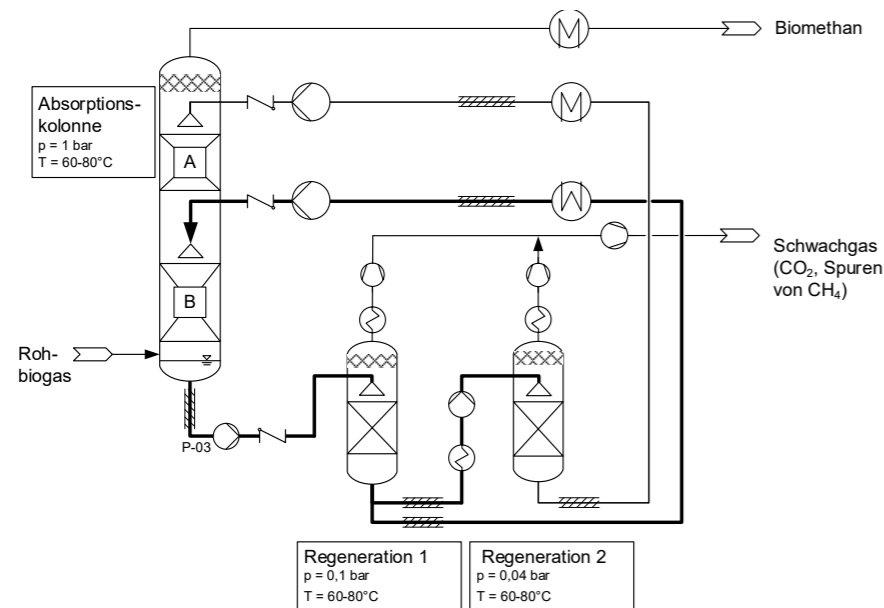 Biomethan
Absorptions-
kolonne
p = 1 bar
T = 60-80°C
A
B
Schwachgas
(CO₂, Spuren
von CH₄)
Roh-
biogas
P-03
Regeneration 1
p = 0,1 bar
T = 60-80°C
Regeneration 2
p = 0,04 bar
T = 60-80°C